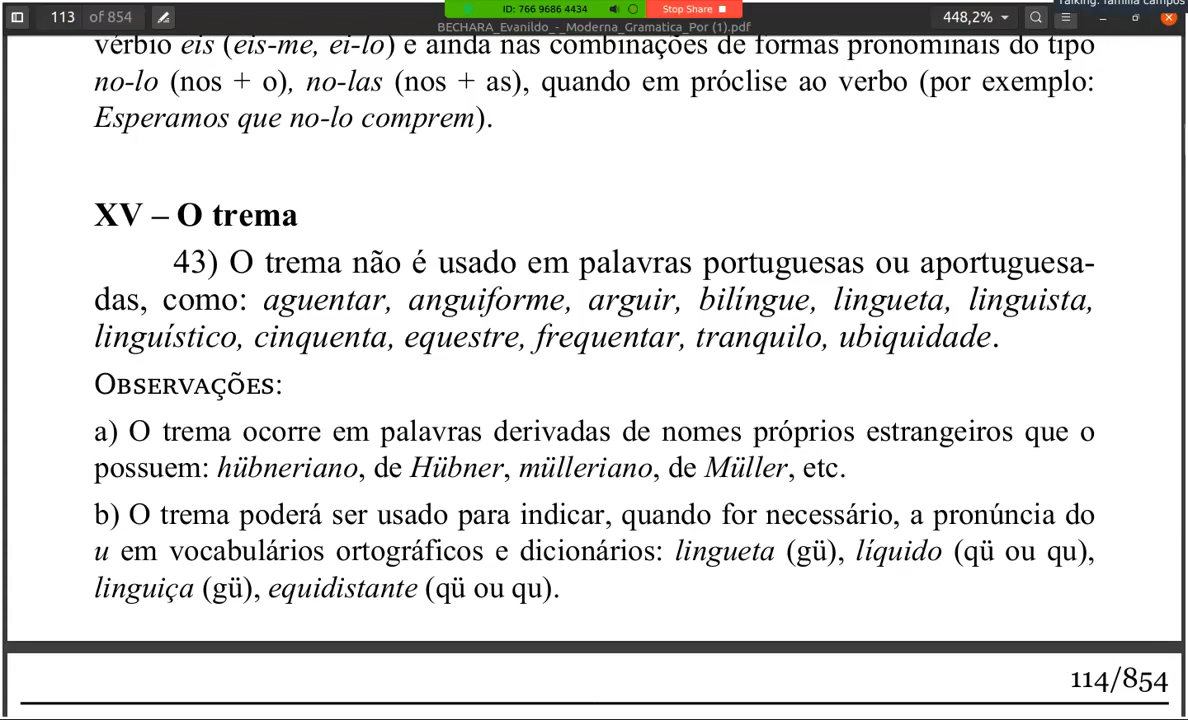 113 of 854
ID: 766 9686 4434
Stop Share
Talking: familia campos
BECHARA_Evanildo_-_Moderna_Gramatica_Por (1).pdf
448,2%
vérbio eis (eis-me, ei-lo) e ainda nas combinações de formas pronominais do tipo
no-lo (nos + o), no-las (nos + as), quando em próclise ao verbo (por exemplo:
Esperamos que no-lo comprem).
XV – O trema
43) O trema não é usado em palavras portuguesas ou aportuguesa-
das, como: aguentar, anguiforme, arguir, bilíngue, lingueta, linguista,
linguístico, cinquenta, equestre, frequentar, tranquilo, ubiquidade.
OBSERVAÇÕES:
a) O trema ocorre em palavras derivadas de nomes próprios estrangeiros que o
possuem: hübneriano, de Hübner, mülleriano, de Müller, etc.
b) O trema poderá ser usado para indicar, quando for necessário, a pronúncia do
u em vocabulários ortográficos e dicionários: lingueta (gü), líquido (qü ou qu),
linguiça (gü), equidistante (qü ou qu).
114/854